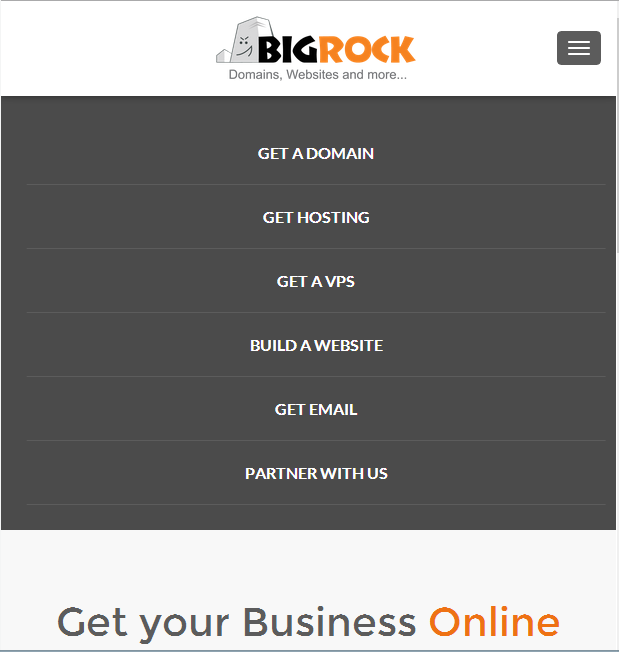 BIGROCK
Domains, Websites and more...
GET A DOMAIN
GET HOSTING
GET A VPS
BUILD A WEBSITE
GET EMAIL
PARTNER WITH US
Get your Business Online